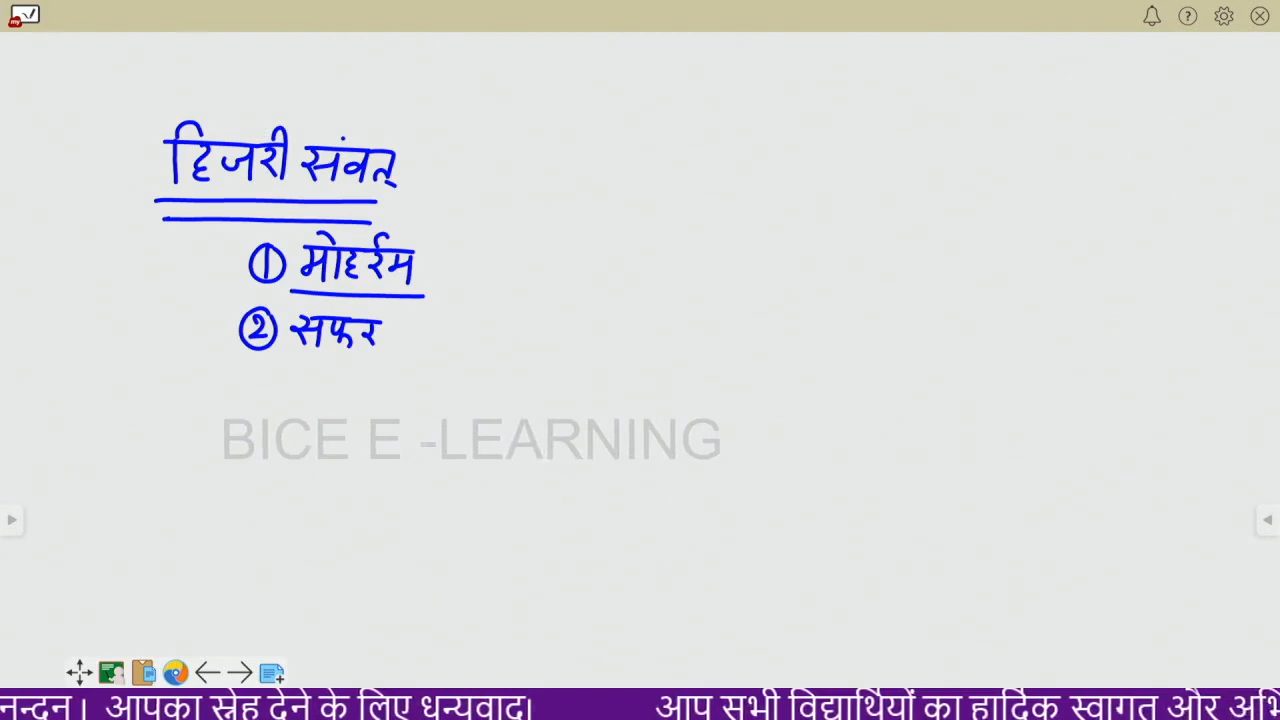 हिजरी संवत्
① मोहर्रम
② सफर
BICE E -LEARNING
नन्दन। आपका स्नेह देने के लिए धन्यवाद। आप सभी विद्यार्थियों का हार्दिक स्वागत और अभि